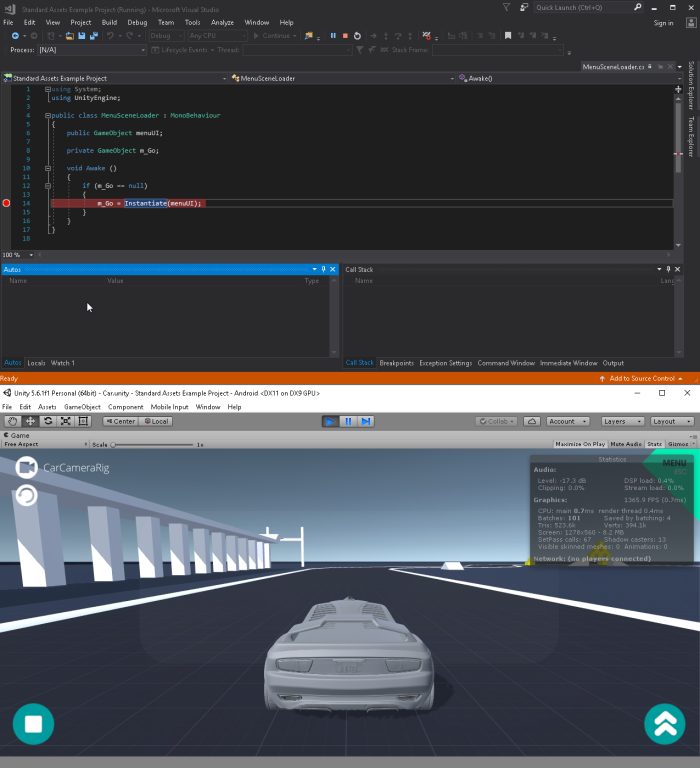 Standard Assets Example Project (Running) - Microsoft Visual Studio
Quick Launch (Ctrl+Q)
File Edit View Project Build Debug Team Tools Analyze Window Help
Sign in
Debug Any CPU Continue
Process: [N/A] Lifecycle Events Thread: Stack Frame:
MenuSceneLoader.cs
Standard Assets Example Project MenuSceneLoader Awake()
Solution Explorer
Team Explorer
1 using System;
2 using UnityEngine;
3
4 public class MenuSceneLoader : MonoBehaviour
5 {
6 public GameObject menuUI;
7
8 private GameObject m_Go;
9
10 void Awake ()
11 {
12 if (m_Go == null)
13 {
14 m_Go = Instantiate(menuUI);
15 }
16 }
17 }
18
100 %
Autos
Name Value Type
Call Stack
Name Lang
Autos Locals Watch 1
Call Stack Breakpoints Exception Settings Command Window Immediate Window Output
Ready
Add to Source Control
Unity 5.6.1f1 Personal (64bit) - Car.unity - Standard Assets Example Project - Android <DX11 on DX9 GPU>
File Edit Assets GameObject Component Mobile Input Window Help
Center Local
Collab Account Layers Layout
Game
Free Aspect Scale 1x
Maximize On Play Mute Audio Stats Gizmos
CarCameraRig
MENU
Statistics
Audio:
Level: -17.3 dB DSP load: 0.4%
Clipping: 0.0% Stream load: 0.0%
Graphics: 1365.9 FPS (0.7ms)
CPU: main 0.7ms render thread 0.4ms
Batches: 101 Saved by batching: 4
Tris: 523.6k Verts: 394.1k
Screen: 1278x560 - 8.2 MB
SetPass calls: 67 Shadow casters: 13
Visible skinned meshes: 0 Animations: 0
Network: (no players connected)